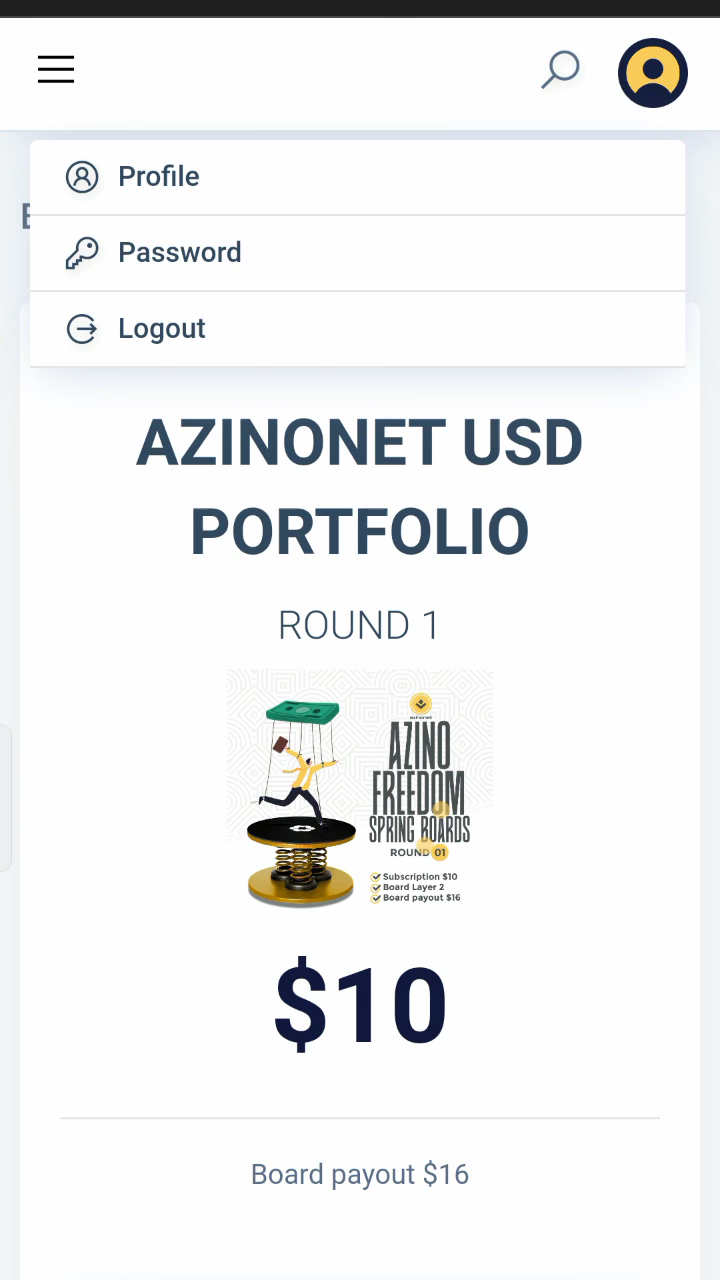 Profile
Password
Logout
AZINONET USD
PORTFOLIO
ROUND 1
azinonet
AZINO
FREEDOM
SPRING BOARDS
ROUND 01
Subscription $10
Board Layer 2
Board payout $16
$10
Board payout $16